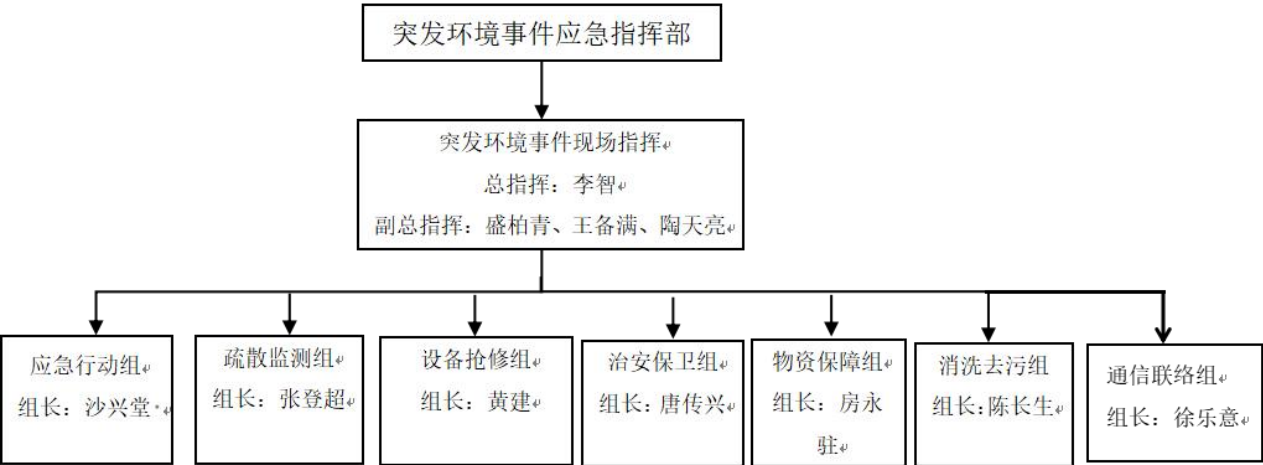 突发环境事件应急指挥部
突发环境事件现场指挥
总指挥：李智
副总指挥：盛柏青、王备满、陶天亮
应急行动组
组长：沙兴堂
疏散监测组
组长：张登超
设备抢修组
组长：黄建
治安保卫组
组长：唐传兴
物资保障组
组长：房永
驻
消洗去污组
组长：陈长生
通信联络组
组长：徐乐意